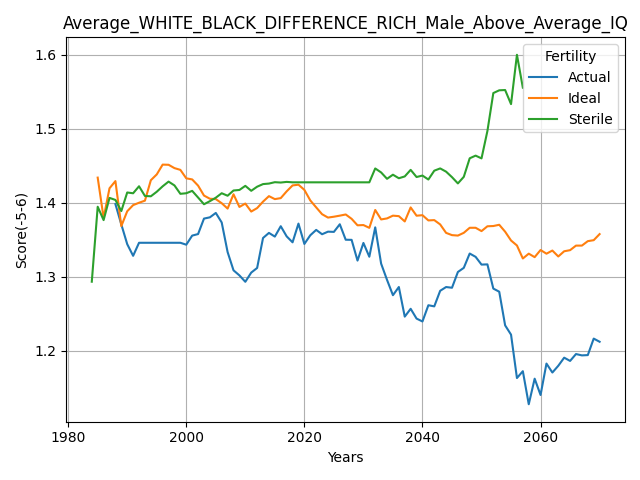 Average_WHITE_BLACK_DIFFERENCE_RICH_Male_Above_Average_IQ
Fertility
Actual
Ideal
Sterile
1.6
1.5
1.4
1.3
1.2
Score(-5-6)
1980
2000
2020
2040
2060
Years